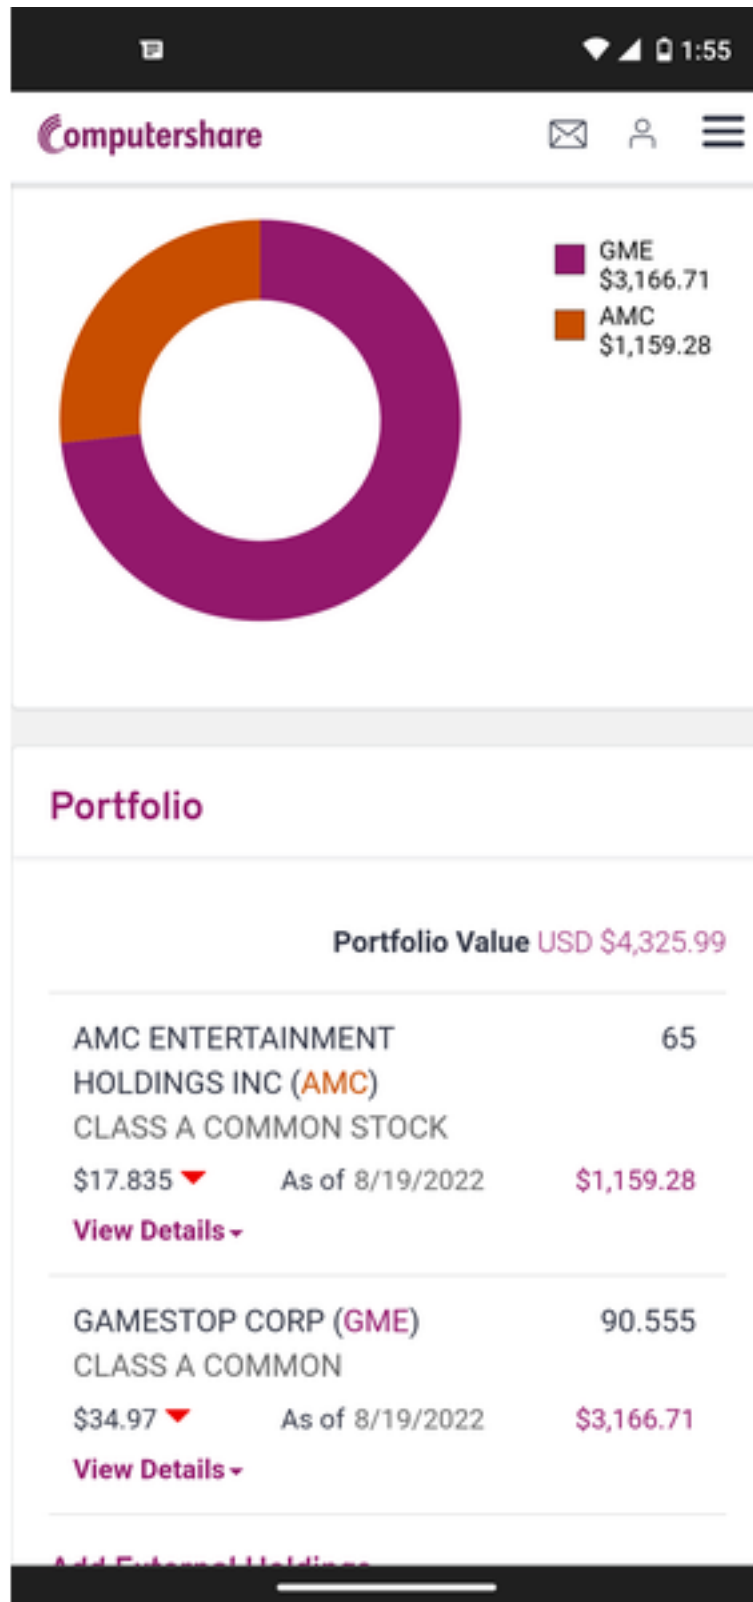 1:55
Computershare
GME
$3,166.71
AMC
$1,159.28
Portfolio
Portfolio Value USD $4,325.99
AMC ENTERTAINMENT 65
HOLDINGS INC (AMC)
CLASS A COMMON STOCK
$17.835 As of 8/19/2022 $1,159.28
View Details
GAMESTOP CORP (GME) 90.555
CLASS A COMMON
$34.97 As of 8/19/2022 $3,166.71
View Details
Add External Holdings